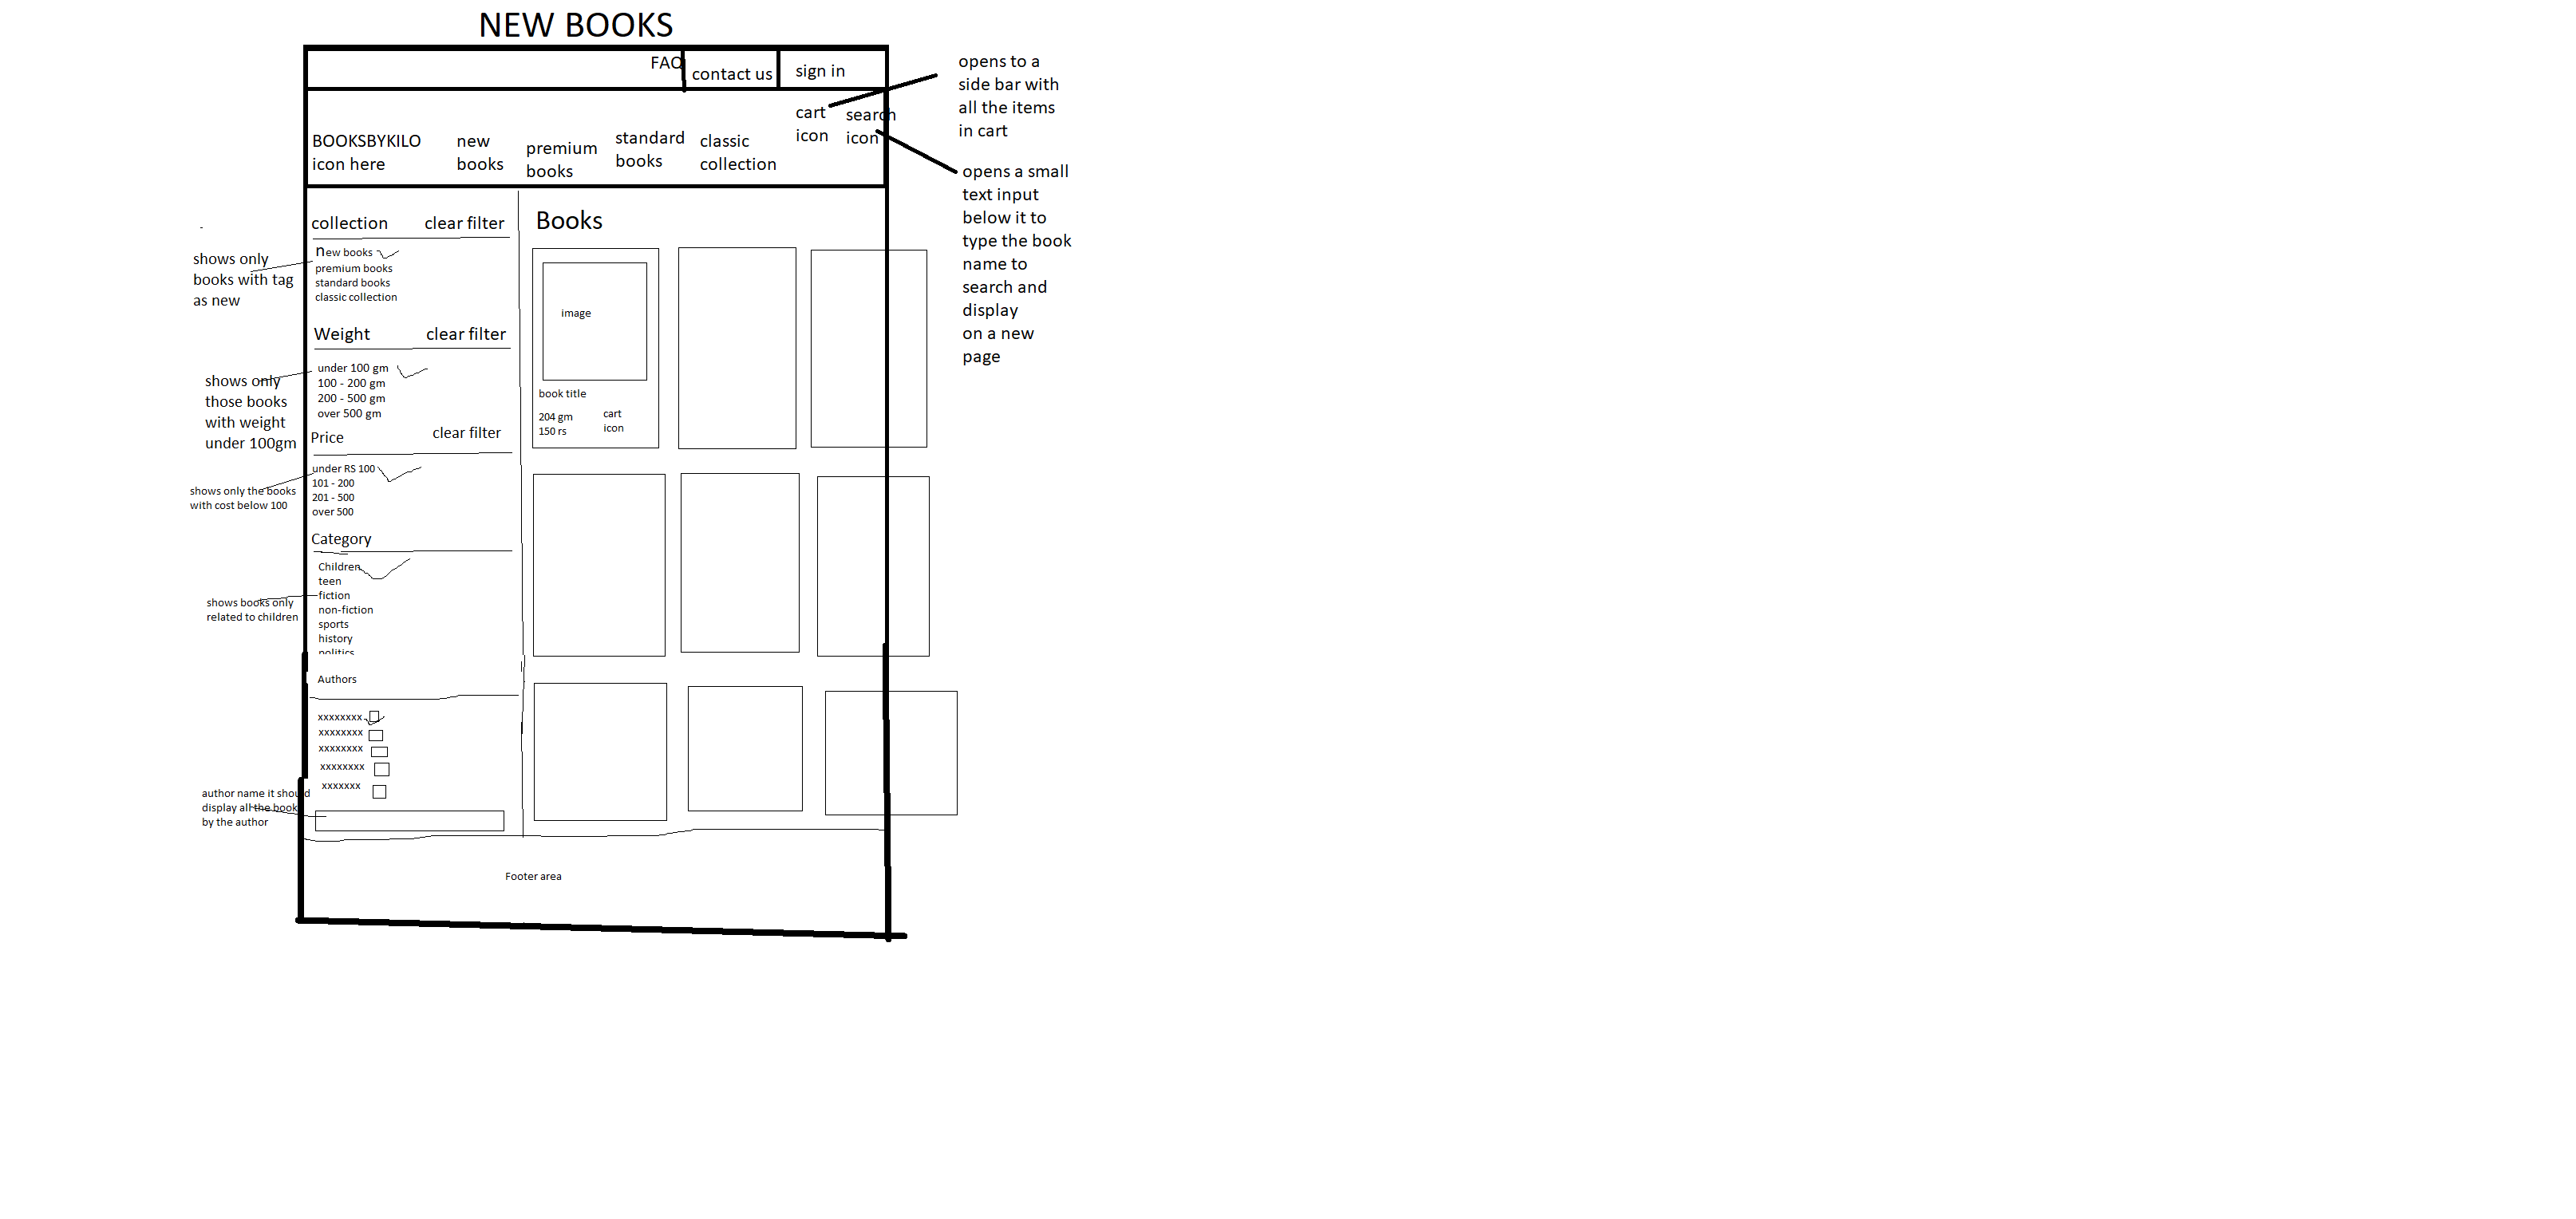 NEW BOOKS
FAQ
contact us
sign in
opens to a
side bar with
all the items
in cart
cart
icon
search
icon
BOOKSBYKILO
icon here
new
books
premium
books
standard
books
classic
collection
opens a small
text input
below it to
type the book
name to
search and
display
on a new
page
collection
clear filter
new books
premium books
standard books
classic collection
shows only
books with tag
as new
Weight
clear filter
under 100 gm
100 - 200 gm
200 - 500 gm
over 500 gm
shows only
those books
with weight
under 100gm
Price
clear filter
under RS 100
101 - 200
201 - 500
over 500
shows only the books
with cost below 100
Category
Children
teen
fiction
non-fiction
sports
history
politics
shows books only
related to children
Authors
xxxxxxxx
xxxxxxxx
xxxxxxxx
xxxxxxxx
xxxxxxx
author name it should
display all the book
by the author
Books
image
book title
204 gm
150 rs
cart
icon
Footer area